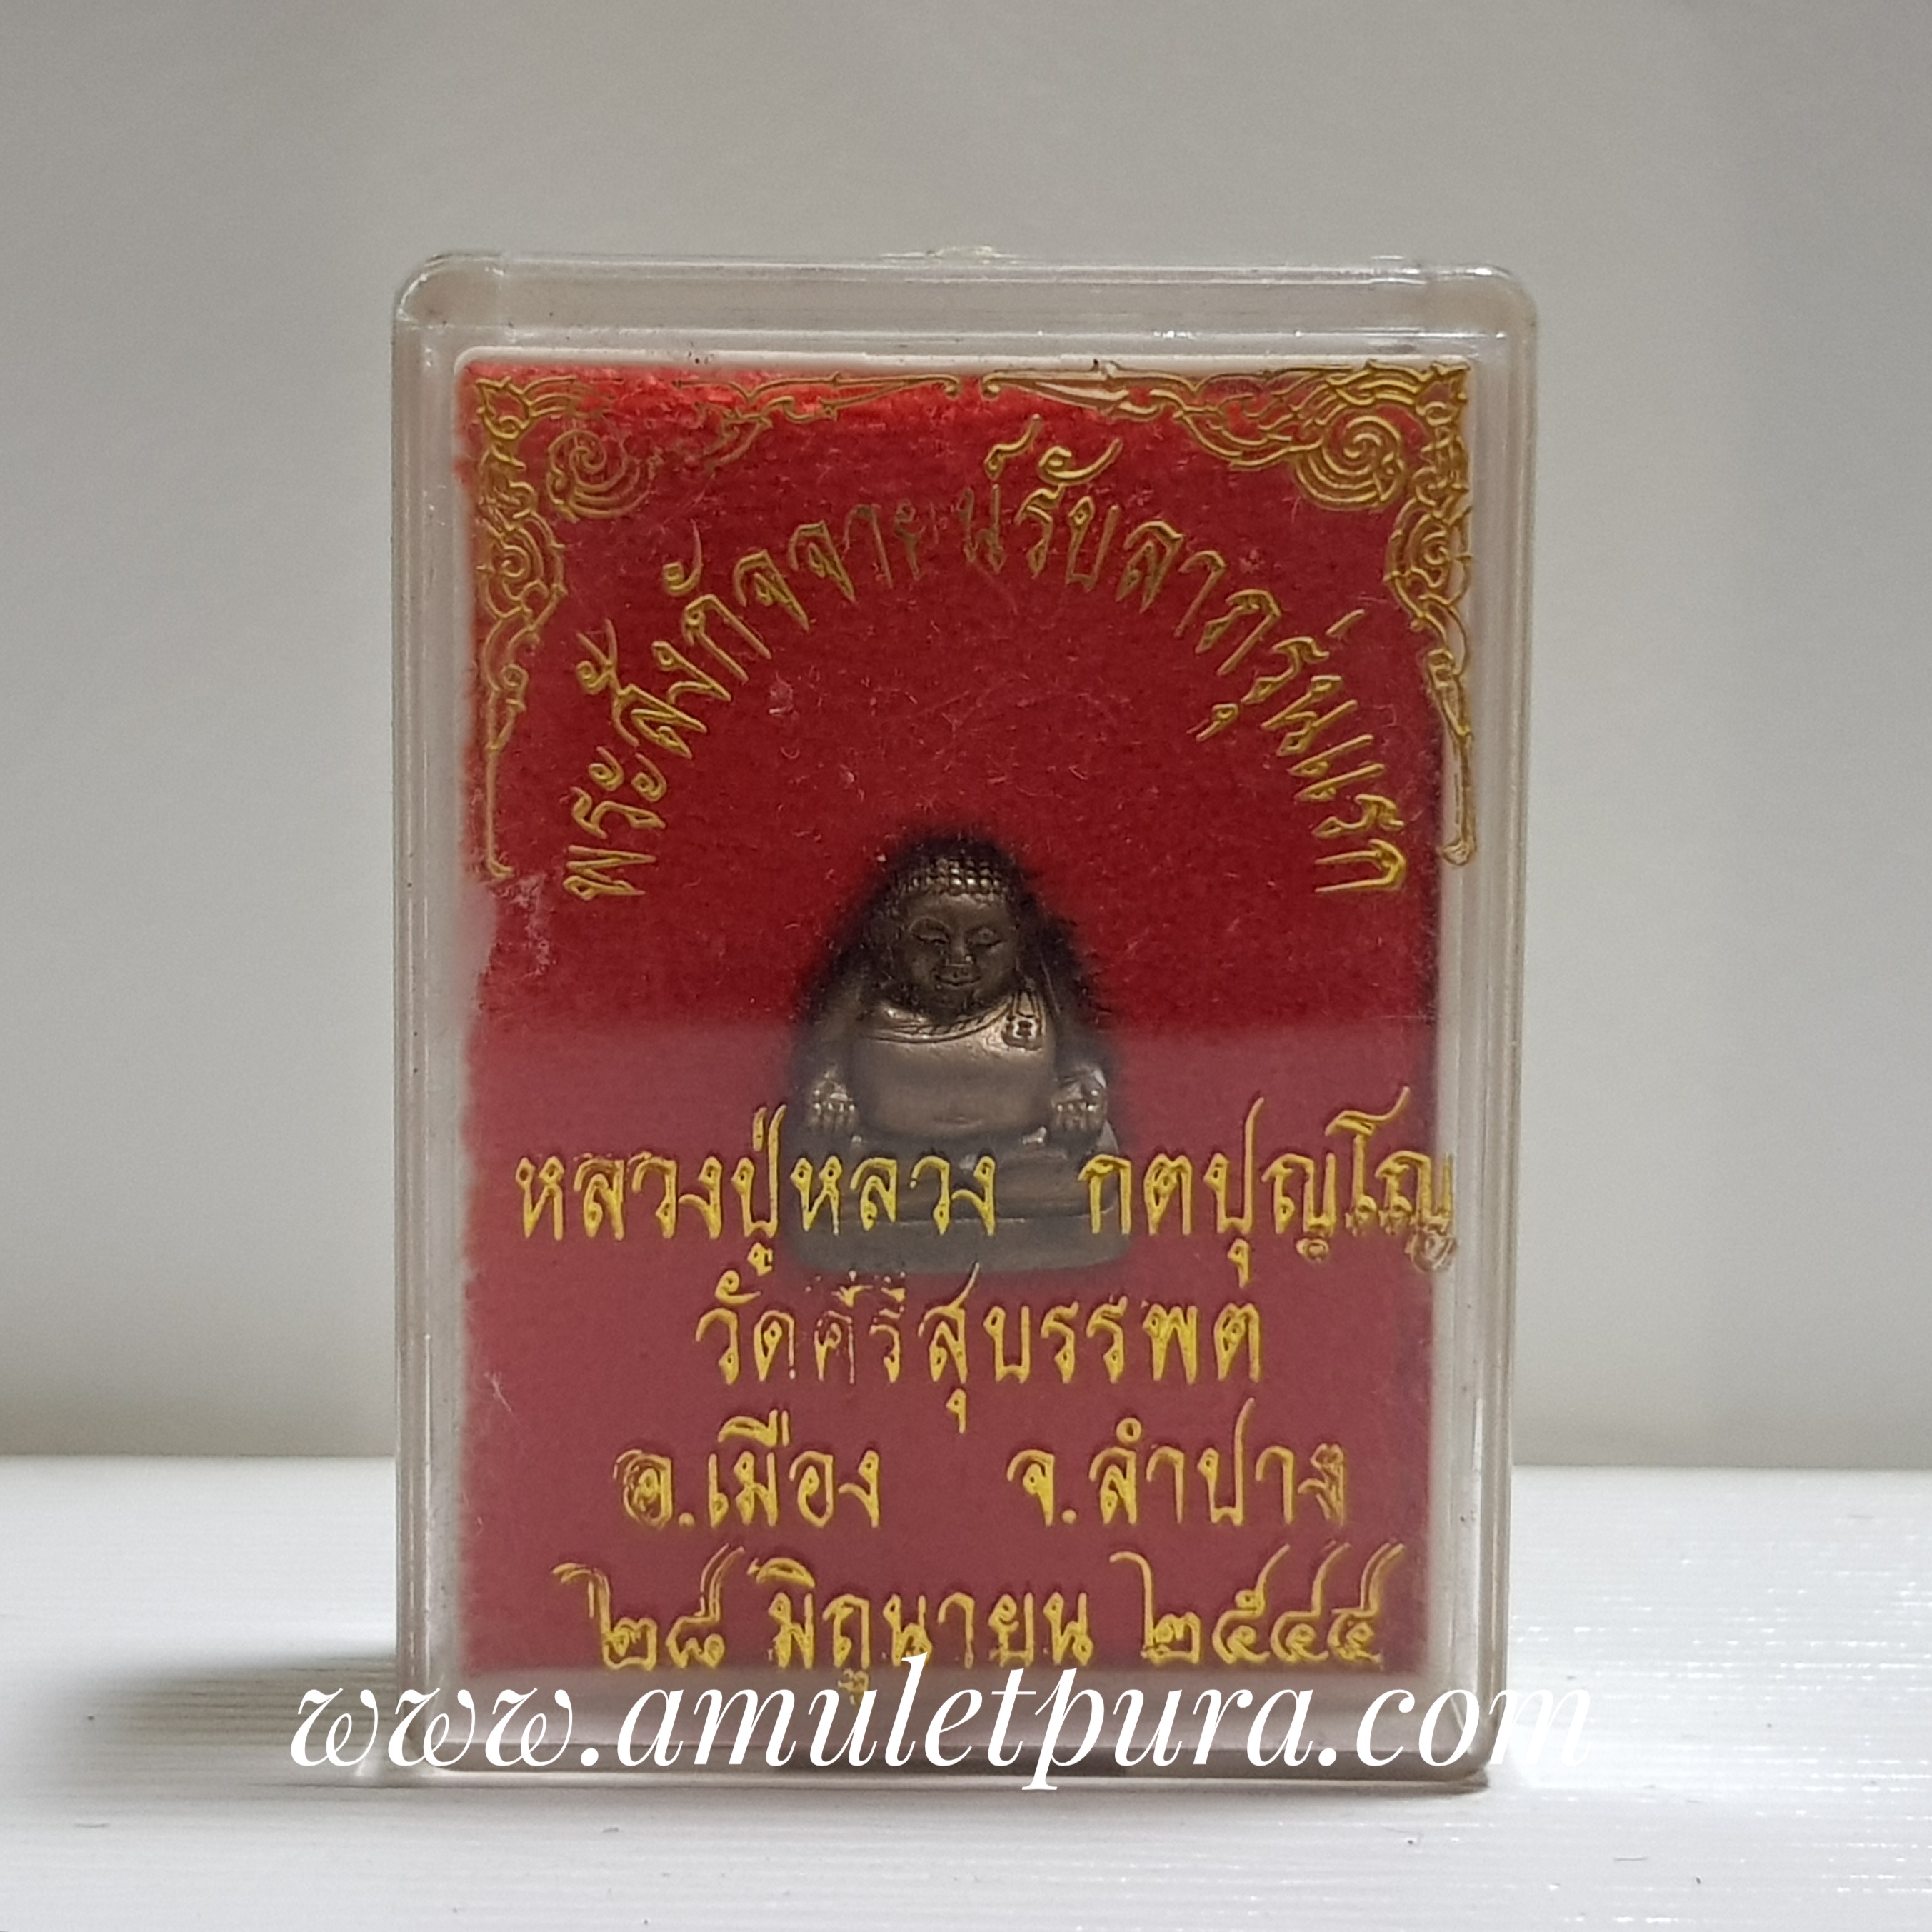 พระสังกัจจายน์รับลาภรุ่นแรก
หลวงปู่หลวง กตปุญโญ
วัดคีรีสุบรรพต
อ.เมือง จ.ลำปาง
๒๘ มิถุนายน ๒๕๔๔
www.amuletpura.com